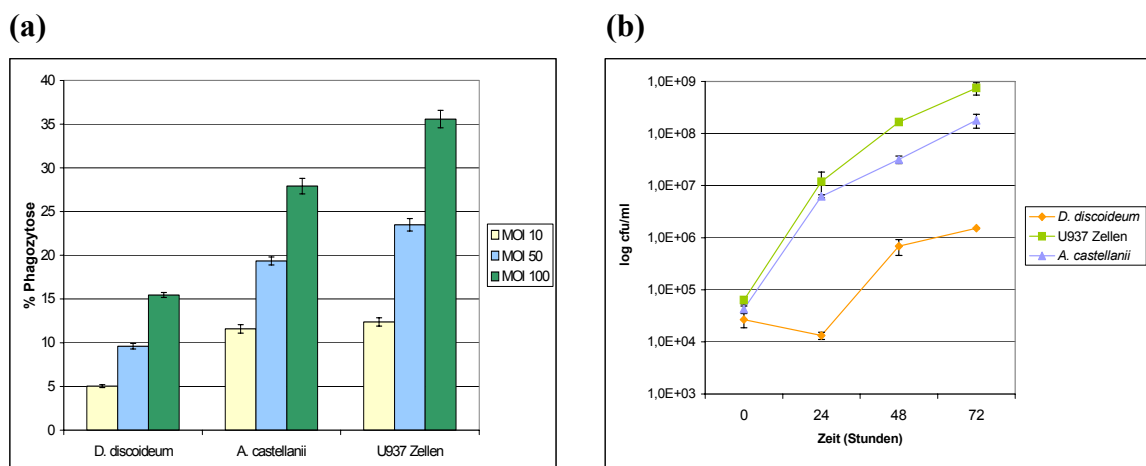 (a)
(b)
40
35
30
25
20
15
10
5
0
% Phagozytose
D. discoideum
A. castellanii
U937 Zellen
MOI 10
MOI 50
MOI 100
1,0E+09
1,0E+08
1,0E+07
1,0E+06
1,0E+05
1,0E+04
1,0E+03
log cfu/ml
0
24
48
72
Zeit (Stunden)
D. discoideum
U937 Zellen
A. castellanii